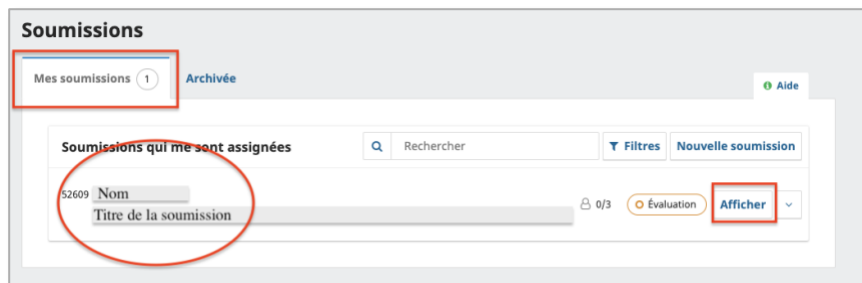 Soumissions
Mes soumissions 1 Archivée
Aide
Soumissions qui me sont assignées Rechercher Filtres Nouvelle soumission
52609 Nom
Titre de la soumission
0/3 Évaluation Afficher